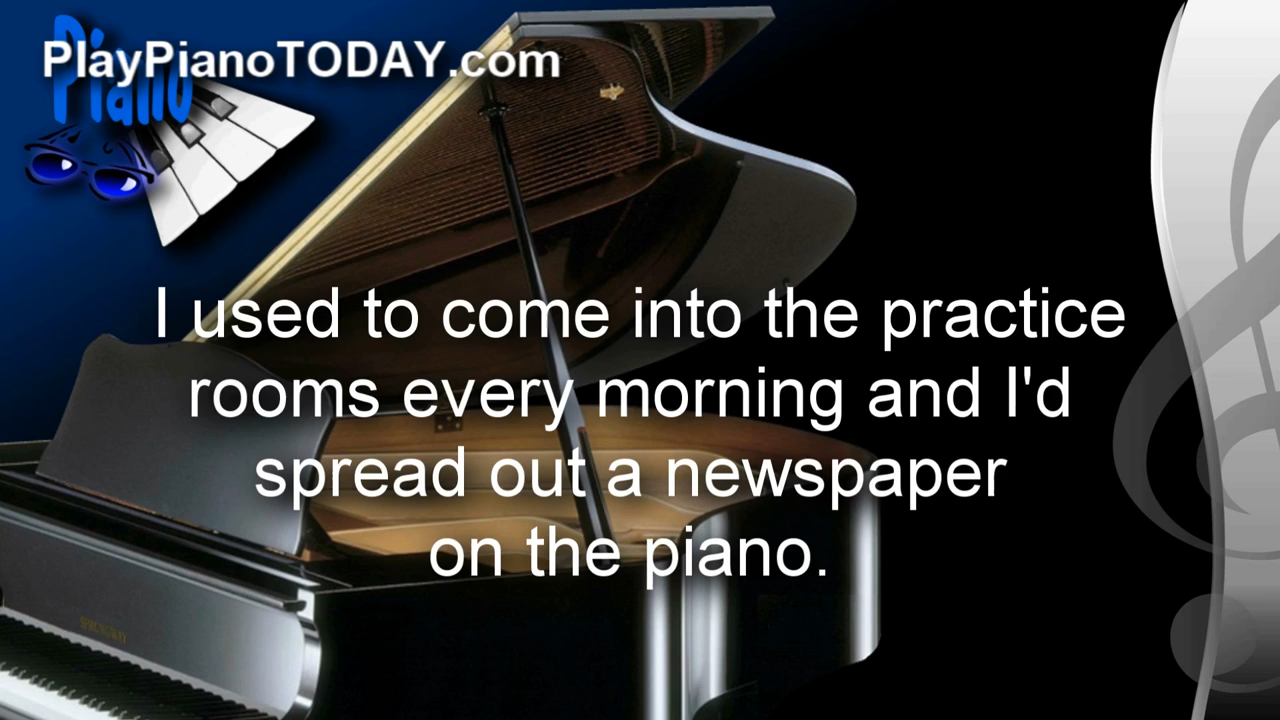 Piano
PlayPianoTODAY.com
I used to come into the practice
rooms every morning and I'd
spread out a newspaper
on the piano.